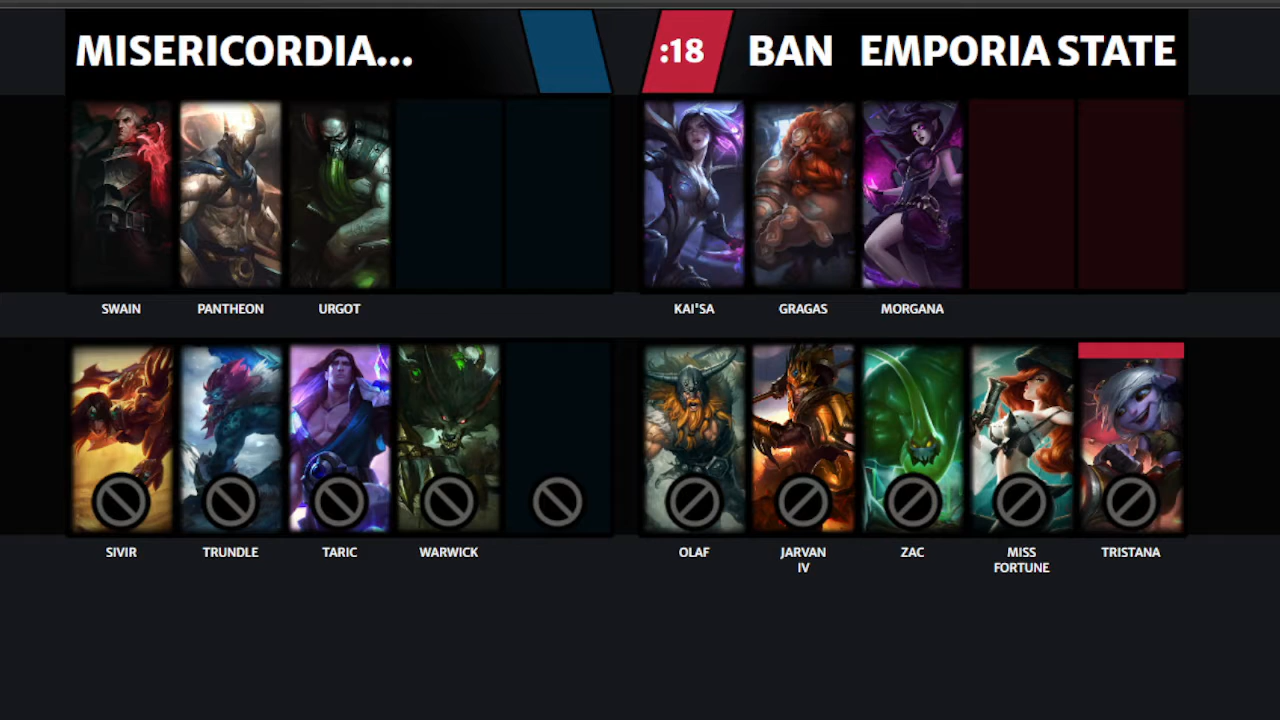 MISERICORDIA...
:18 BAN EMPORIA STATE
SWAIN PANTHEON URGOT KAI'SA GRAGAS MORGANA
SIVIR TRUNDLE TARIC WARWICK OLAF JARVAN IV ZAC MISS FORTUNE TRISTANA